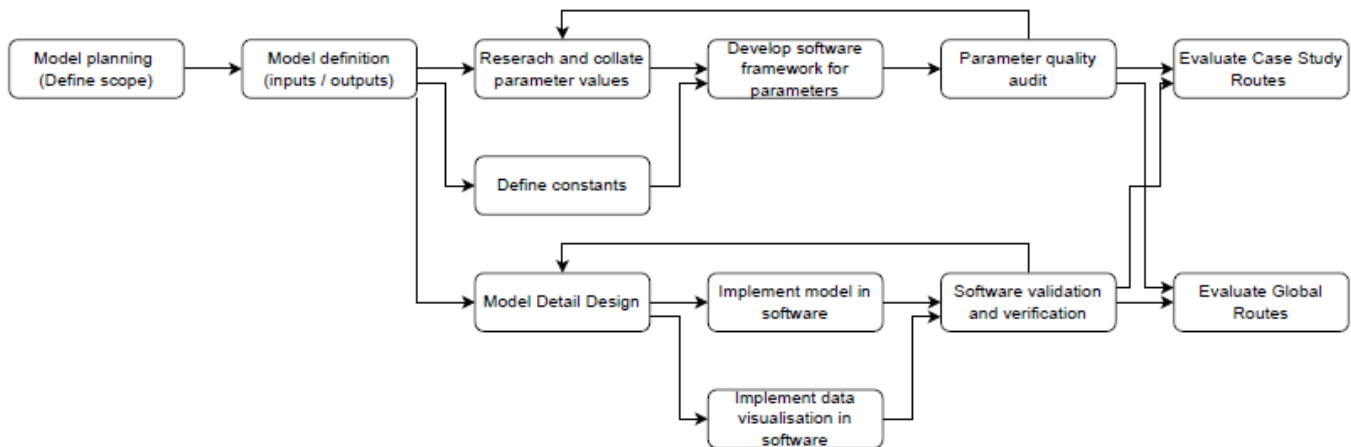 Model planning
(Define scope)
Model definition
(inputs / outputs)
Reserach and collate
parameter values
Develop software
framework for
parameters
Parameter quality
audit
Evaluate Case Study
Routes
Define constants
Model Detail Design
Implement model in
software
Software validation
and verification
Evaluate Global
Routes
Implement data
visualisation in
software